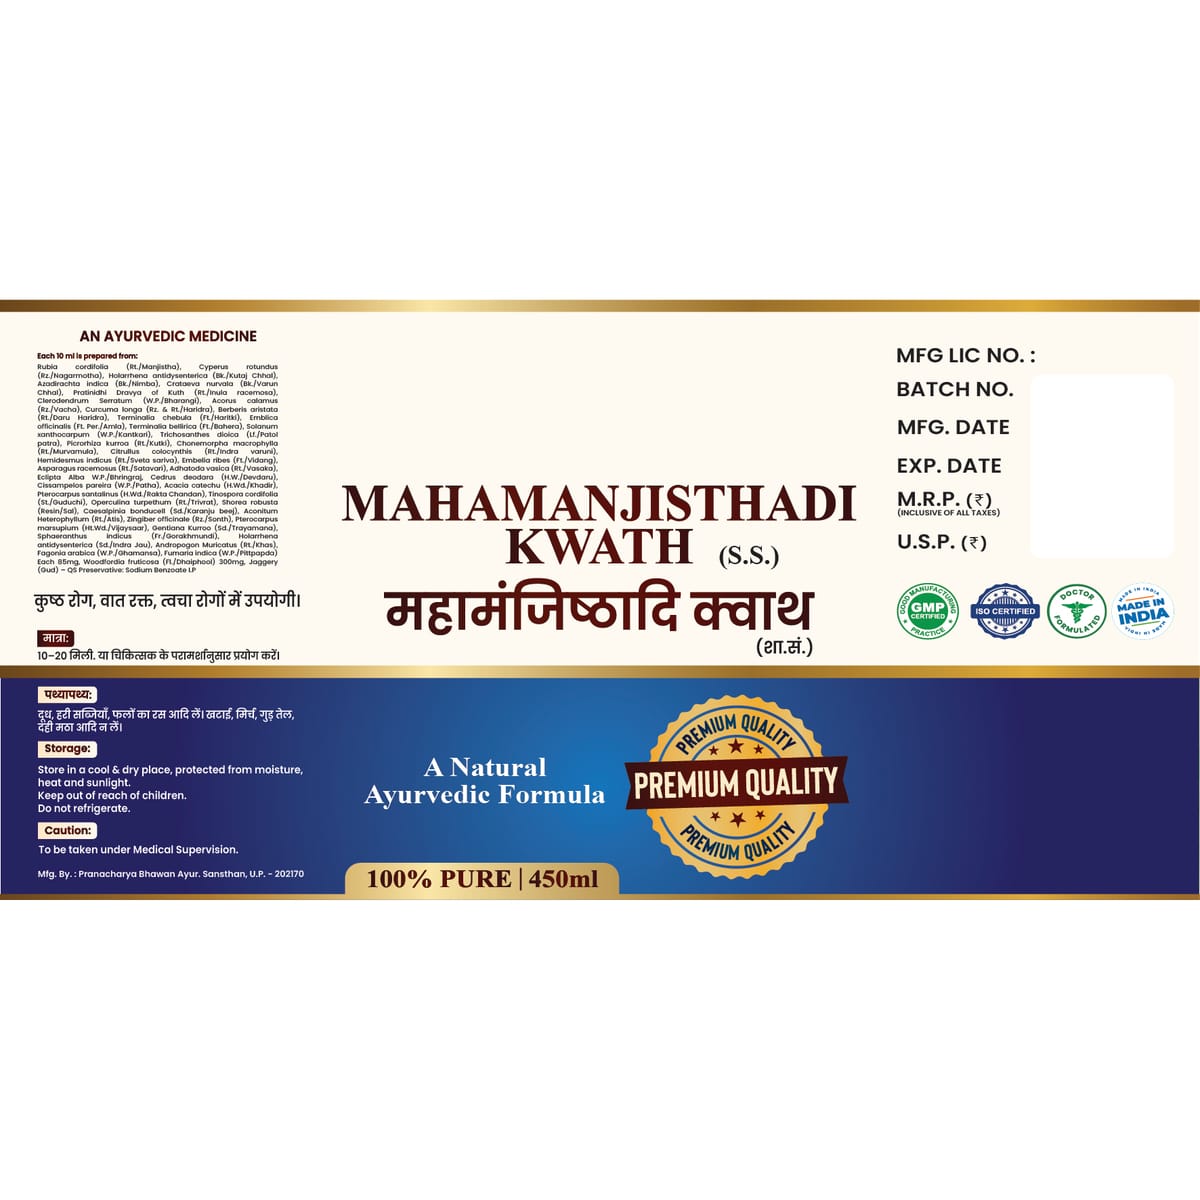 AN AYURVEDIC MEDICINE
Each 10 ml is prepared from:
Rubia cordifolia (Rt./Manjistha), Cyperus rotundus
(Rz./Nagarmotha), Holarrhena antidysenterica (Bk./Kutaj Chhal),
Azadirachta indica (Bk./Nimba), Crataeva nurvala (Bk./Varun
Chhal), Pratinidhi Dravya of Kuth (Rt./Inula racemosa),
Clerodendrum Serratum (W.P./Bharangi), Acorus calamus
(Rz./Vacha), Curcuma longa (Rz. & Rt./Haridra), Berberis aristata
(Rt./Daru Haridra), Terminalia chebula (Ft./Haritki), Emblica
officinalis (Ft. Per./Amla), Terminalia bellirica (Ft./Bahera), Solanum
xanthocarpum (W.P./Kantkari), Trichosanthes dioica (Lf./Patol
patra), Picrorhiza kurroa (Rt./Kutki), Chonemorpha macrophylla
(Rt./Murvamula), Citrullus colocynthis (Rt./Indra varuni),
Hemidesmus indicus (Rt./Sveta sariva), Embelia ribes (Ft./Vidang),
Asparagus racemosus (Rt./Satavari), Adhatoda vasica (Rt./Vasaka),
Eclipta Alba W.P./Bhringraj, Cedrus deodara (H.W./Devdaru),
Cissampelos pareira (W.P./Patha), Acacia catechu (H.Wd./Khadir),
Pterocarpus santalinus (H.Wd./Rakta Chandan), Tinospora cordifolia
(St./Guduchi), Operculina turpethum (Rt./Trivrat), Shorea robusta
(Resin/Sal), Caesalpinia bonducell (Sd./Karanju beej), Aconitum
Heterophyllum (Rt./Atis), Zingiber officinale (Rz./Sonth), Pterocarpus
marsupium (Ht.Wd./Vijaysaar), Gentiana Kurroo (Sd./Trayamana),
Sphaeranthus indicus (Fr./Gorakhmundi), Holarrhena
antidysenterica (Sd./Indra Jau), Andropogon Muricatus (Rt./Khas),
Fagonia arabica (W.P./Ghamansa), Fumaria indica (W.P./Pittpapda)
Each 85mg, Woodfordia fruticosa (Fl./Dhaiphool) 300mg, Jaggery
(Gud) – QS Preservative: Sodium Benzoate I.P
कुष्ठ रोग, वात रक्त, त्वचा रोगों में उपयोगी।
मात्रा:
10–20 मिली. या चिकित्सक के परामर्शानुसार प्रयोग करें।
पथ्यापथ्य:
दूध, हरी सब्जियाँ, फलों का रस आदि लें। खटाई, मिर्च, गुड़ तेल,
दही मठा आदि न लें।
Storage:
Store in a cool & dry place, protected from moisture,
heat and sunlight.
Keep out of reach of children.
Do not refrigerate.
Caution:
To be taken under Medical Supervision.
Mfg. By. : Pranacharya Bhawan Ayur. Sansthan, U.P. - 202170
MAHAMANJISTHADI
KWATH (S.S.)
महामंजिष्ठादि क्वाथ
(शा.सं.)
A Natural
Ayurvedic Formula
100% PURE | 450ml
PREMIUM QUALITY
PREMIUM QUALITY
PREMIUM QUALITY
MFG LIC NO. :
BATCH NO.
MFG. DATE
EXP. DATE
M.R.P. (₹)
(INCLUSIVE OF ALL TAXES)
U.S.P. (₹)
GOOD MANUFACTURING
GMP
CERTIFIED
PRACTICE
ISO CERTIFIED
DOCTOR
FORMULATED
MADE IN INDIA
MADE IN
INDIA
MADE IN INDIA